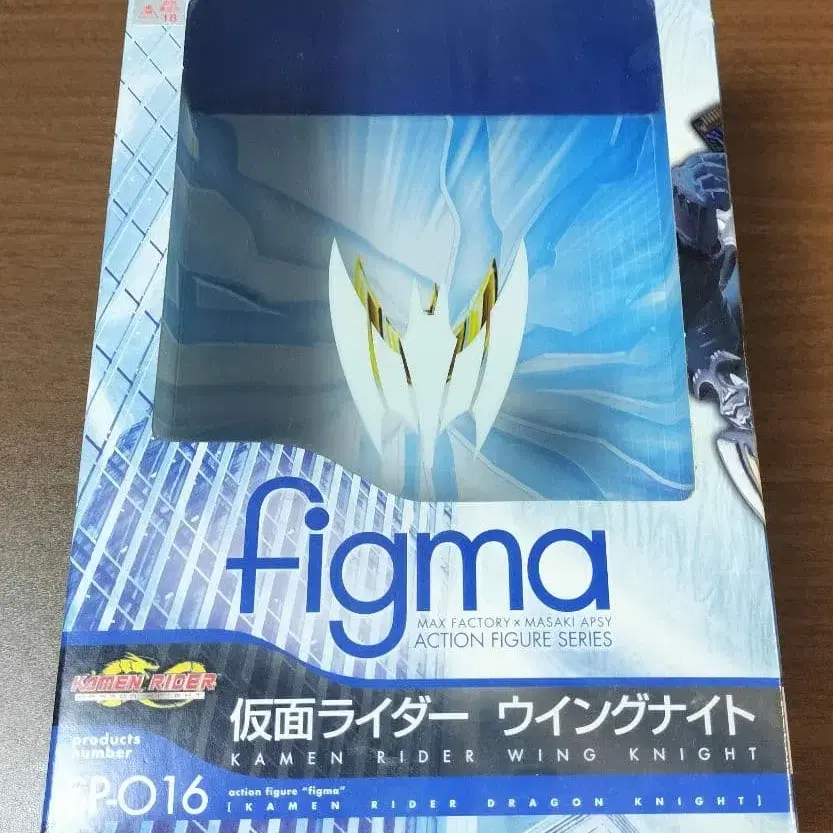 figma
MAX FACTORY × MASAKI APSY
ACTION FIGURE SERIES
KAMEN RIDER
DRAGON KNIGHT
仮面ライダー ウイングナイト
KAMEN RIDER WING KNIGHT
products
number
SP-016
action figure "figma"
[KAMEN RIDER DRAGON KNIGHT]